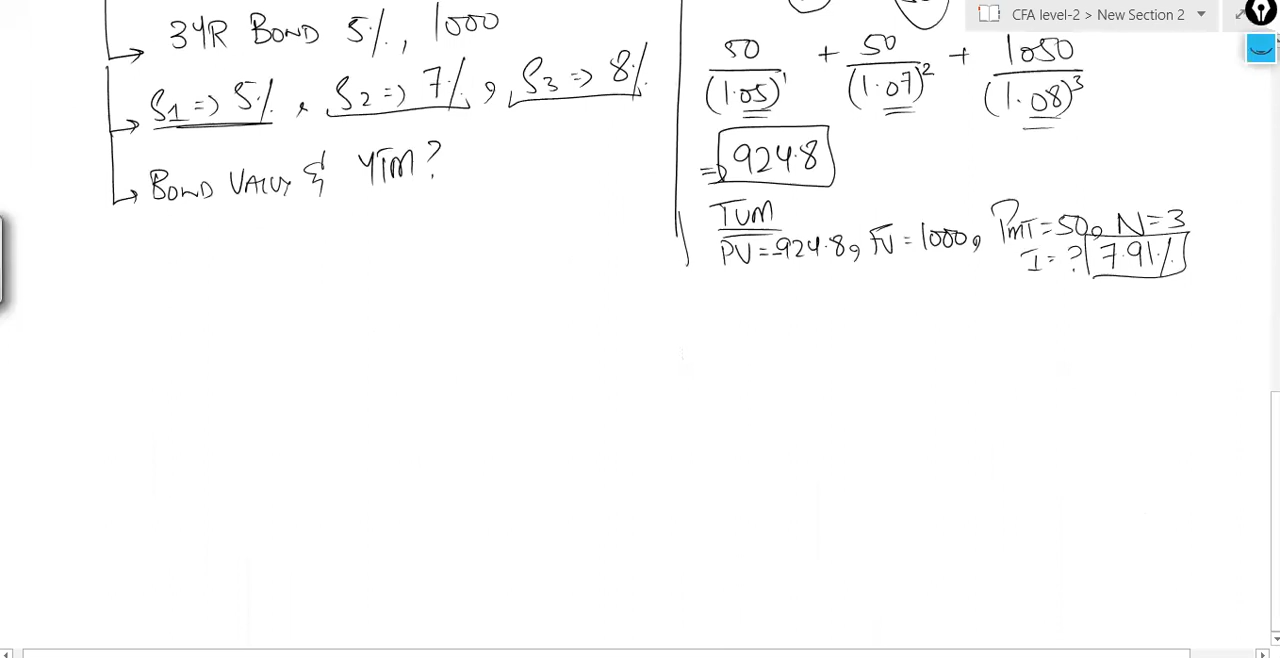 CFA level-2 > New Section 2
3YR BOND 5%, 1000
S1 => 5%, S2 => 7%, S3 => 8%
BOND VALUE & YTM?
50/(1.05)^1 + 50/(1.07)^2 + 1050/(1.08)^3
=> 924.8
TVM
PV = -924.8, FV = 1000, PMT = 50, N = 3
I = ? 7.91%